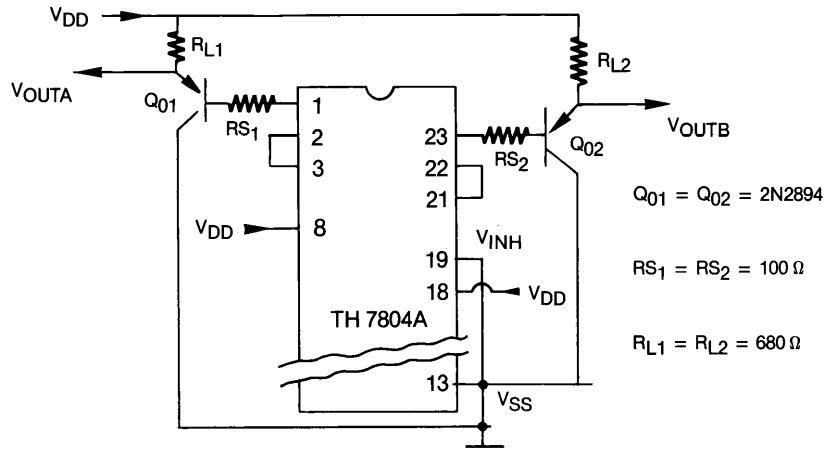 VDD
RL1
RL2
VOUTA
Q01
RS1
1
2
3
8
VDD
23
22
21
19
18
13
RS2
Q02
VOUTB
VINH
VDD
TH 7804A
VSS
Q01 = Q02 = 2N2894
RS1 = RS2 = 100 Ω
RL1 = RL2 = 680 Ω